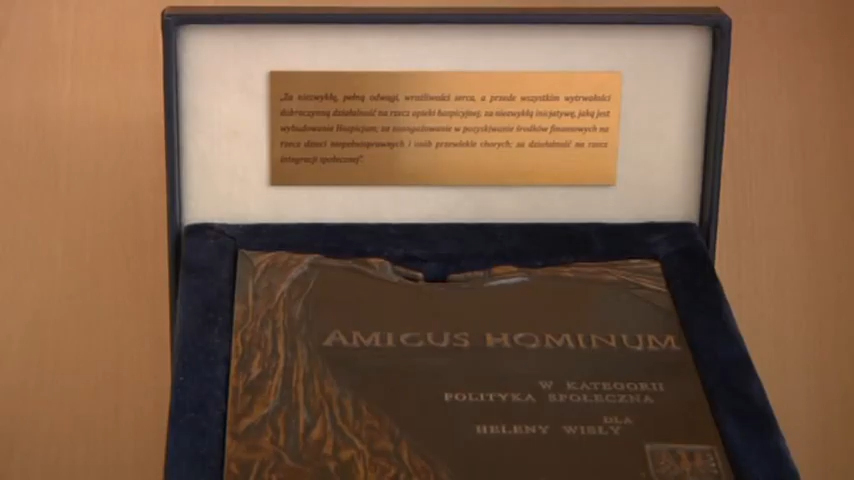 „Za niezwykłą, pełną odwagi, wrażliwości serca, a przede wszystkim wytrwałości
dobroczynną działalność na rzecz opieki hospicyjnej, za niezwykłą inicjatywę, jaką jest
wybudowanie Hospicjum; za zaangażowanie w pozyskiwanie środków finansowych na
rzecz dzieci niepełnosprawnych i osób przewlekle chorych; za działalność na rzecz
integracji społecznej".
AMICUS HOMINUM
W KATEGORII
POLITYKA SPOŁECZNA
DLA
HELENY WISŁY